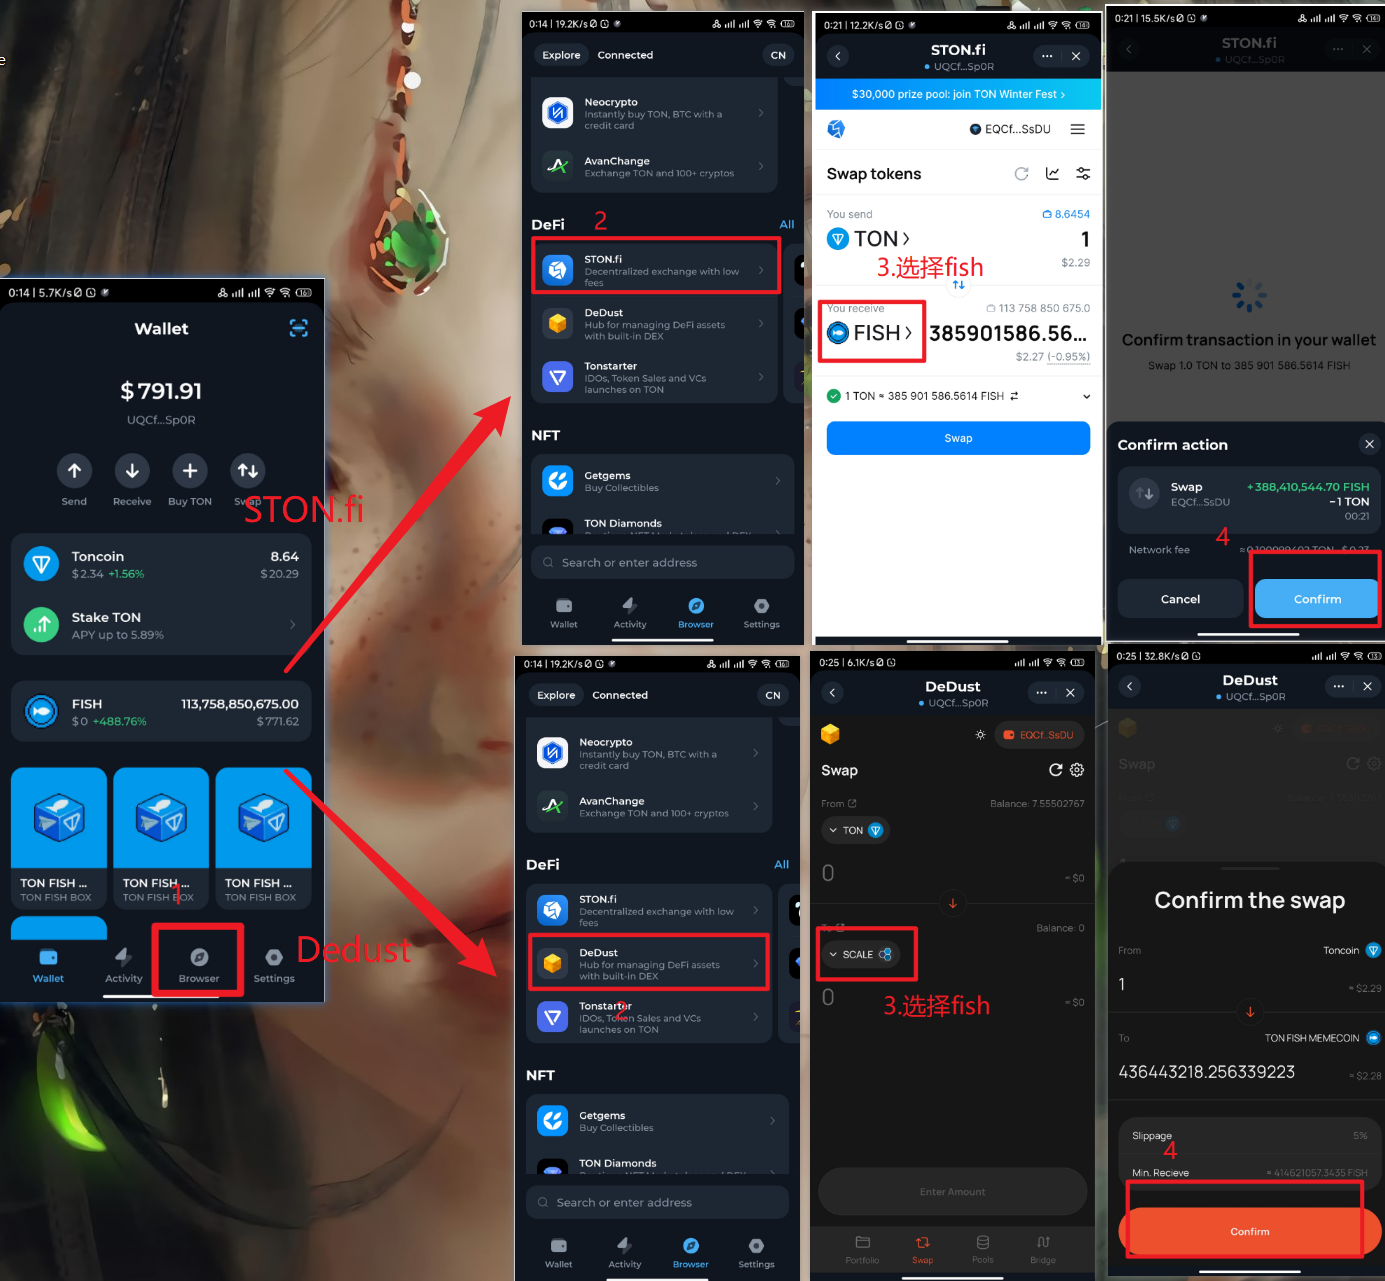 e
0:14 | 5.7K/s
Wallet
$791.91
UQCf...Sp0R
Send
Receive
Buy TON
Swap
STON.fi
Toncoin
8.64
$2.34 +1.56%
$20.29
Stake TON
APY up to 5.89%
FISH
113,758,850,675.00
$0 +488.76%
$771.62
TON FISH ...
TON FISH BOX
TON FISH ...
TON FISH BOX
TON FISH ...
TON FISH BOX
1
Wallet
Activity
Browser
Settings
Dedust
0:14 | 19.2K/s
Explore
Connected
CN
Neocrypto
Instantly buy TON, BTC with a
credit card
AvanChange
Exchange TON and 100+ cryptos
DeFi
2
All
STON.fi
Decentralized exchange with low
fees
DeDust
Hub for managing DeFi assets
with built-in DEX
Tonstarter
IDOs, Token Sales and VCs
launches on TON
NFT
Getgems
Buy Collectibles
TON Diamonds
Search or enter address
Wallet
Activity
Browser
Settings
0:21 | 12.2K/s
STON.fi
UQCf...Sp0R
$30,000 prize pool: join TON Winter Fest >
EQCf...SsDU
Swap tokens
You send
8.6454
TON
1
3.选择fish
$2.29
You receive
113 758 850 675.0
FISH
385901586.56...
$2.27 (-0.95%)
1 TON ≈ 385 901 586.5614 FISH
Swap
0:21 | 15.5K/s
STON.fi
UQCf...Sp0R
Confirm transaction in your wallet
Swap 1.0 TON to 385 901 586.5614 FISH
Confirm action
Swap
+388,410,544.70 FISH
EQCf...SsDU
−1 TON
00:21
4
Network fee
Cancel
Confirm
0:14 | 19.2K/s
Explore
Connected
CN
Neocrypto
Instantly buy TON, BTC with a
credit card
AvanChange
Exchange TON and 100+ cryptos
DeFi
All
STON.fi
Decentralized exchange with low
fees
DeDust
Hub for managing DeFi assets
with built-in DEX
Tonstarter
2
IDOs, Token Sales and VCs
launches on TON
NFT
Getgems
Buy Collectibles
TON Diamonds
Search or enter address
Wallet
Activity
Browser
Settings
0:25 | 6.1K/s
DeDust
UQCf...Sp0R
EQCf..SsDU
Swap
From
Balance: 7.55502767
TON
0
≈ $0
To
Balance: 0
SCALE
0
≈ $0
3.选择fish
Enter Amount
Portfolio
Swap
Pools
Bridge
0:25 | 32.8K/s
DeDust
UQCf...Sp0R
Swap
Confirm the swap
From
Toncoin
1
≈ $2.29
To
TON FISH MEMECOIN
436443218.256339223
≈ $2.28
Slippage
5%
4
Min. Recieve
≈ 414621057.3435 FISH
Confirm